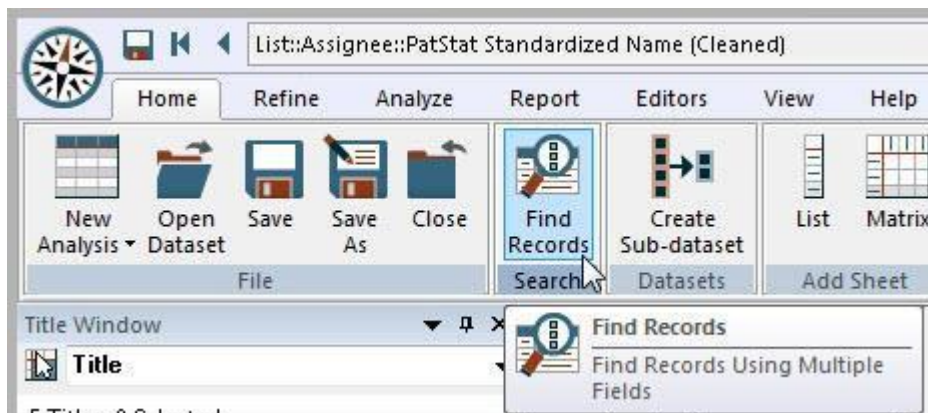 List::Assignee::PatStat Standardized Name (Cleaned)
Home Refine Analyze Report Editors View Help
New Analysis
Open Dataset
Save
Save As
Close
Find Records
Create Sub-dataset
List
Matrix
File Search Datasets Add Sheet
Title Window
Title
Find Records
Find Records Using Multiple
Fields